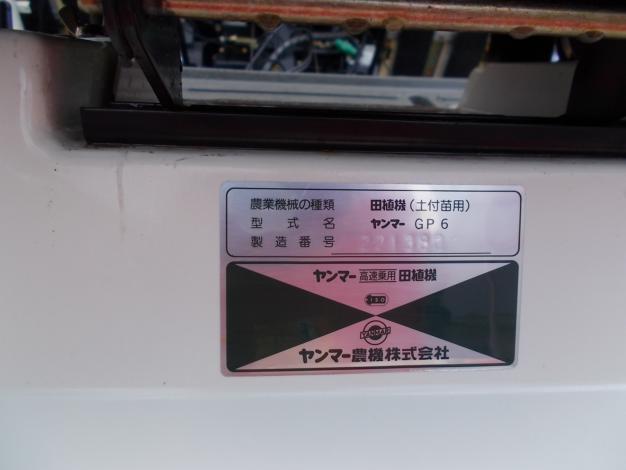 農業機械の種類 田植機(土付苗用)
型式名 ヤンマー GP6
製造番号
ヤンマー 高速乗用 田植機
YANMAR
ヤンマー農機株式会社